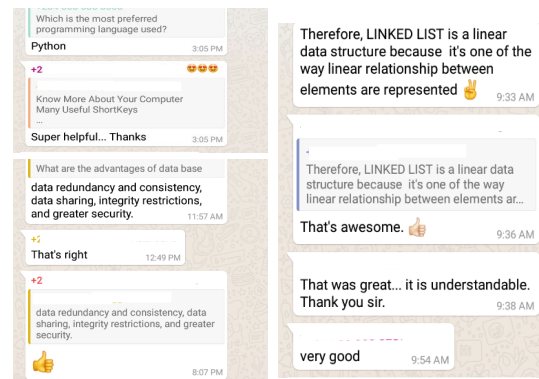 Which is the most preferred
programming language used?
Python
3:05 PM
+2
Know More About Your Computer
Many Useful ShortKeys
...
Super helpful... Thanks
3:05 PM
What are the advantages of data base
data redundancy and consistency,
data sharing, integrity restrictions,
and greater security.
11:57 AM
That's right
12:49 PM
+2
data redundancy and consistency, data
sharing, integrity restrictions, and greater
security.
👍
8:07 PM
Therefore, LINKED LIST is a linear
data structure because it's one of the
way linear relationship between
elements are represented ✌
9:33 AM
Therefore, LINKED LIST is a linear data
structure because it's one of the way
linear relationship between elements ar...
That's awesome. 👍
9:36 AM
That was great... it is understandable.
Thank you sir.
9:38 AM
very good
9:54 AM